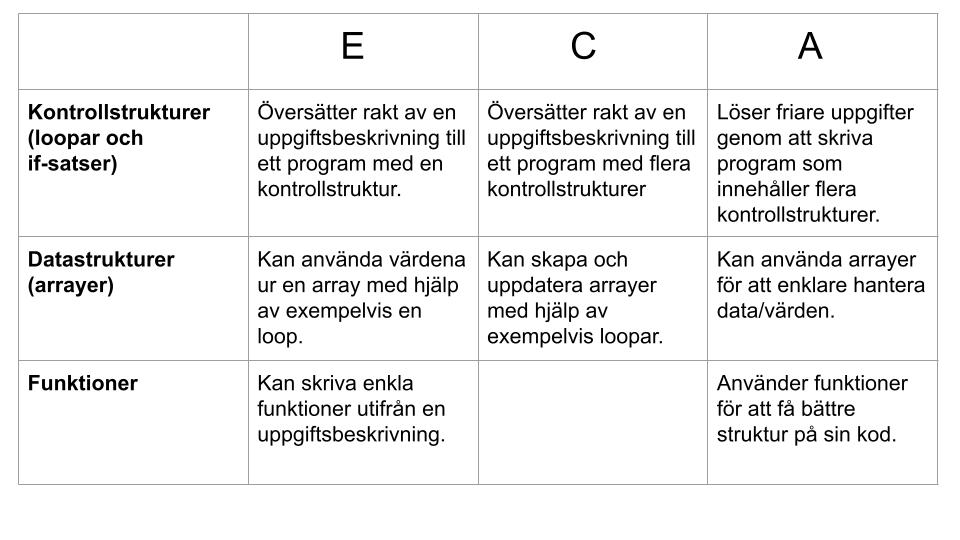 E
C
A
Kontrollstrukturer
(loopar och
if-satser)
Översätter rakt av en
uppgiftsbeskrivning till
ett program med en
kontrollstruktur.
Översätter rakt av en
uppgiftsbeskrivning till
ett program med flera
kontrollstrukturer
Löser friare uppgifter
genom att skriva
program som
innehåller flera
kontrollstrukturer.
Datastrukturer
(arrayer)
Kan använda värdena
ur en array med hjälp
av exempelvis en
loop.
Kan skapa och
uppdatera arrayer
med hjälp av
exempelvis loopar.
Kan använda arrayer
för att enklare hantera
data/värden.
Funktioner
Kan skriva enkla
funktioner utifrån en
uppgiftsbeskrivning.
Använder funktioner
för att få bättre
struktur på sin kod.